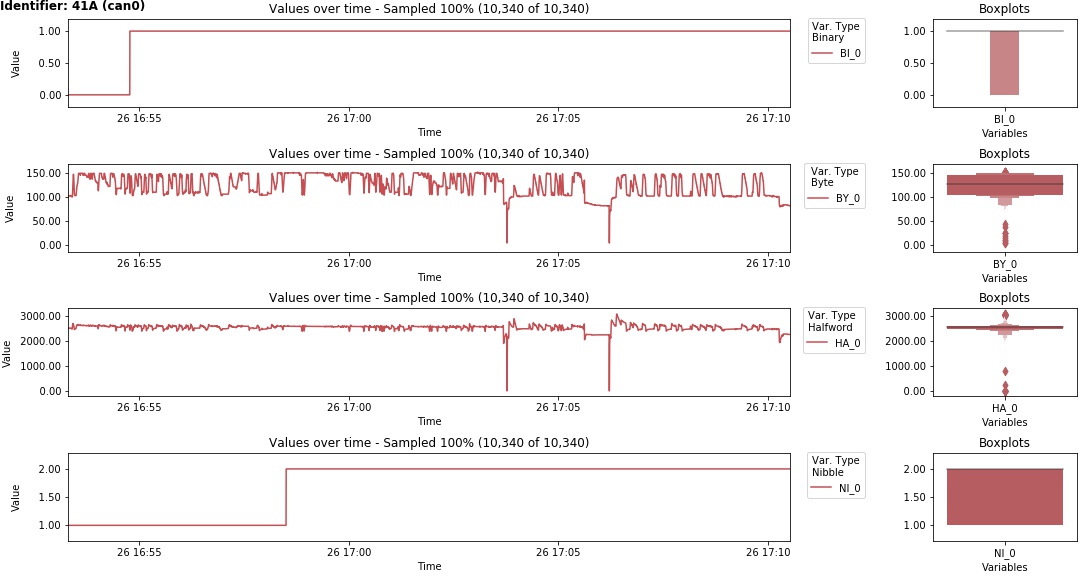 Identifier: 41A (can0)
Values over time - Sampled 100% (10,340 of 10,340)
Boxplots
1.00
0.50
0.00
Value
26 16:55
26 17:00
26 17:05
26 17:10
Time
Var. Type
Binary
BI_0
1.00
0.50
0.00
BI_0
Variables
Values over time - Sampled 100% (10,340 of 10,340)
Boxplots
150.00
100.00
50.00
0.00
Value
26 16:55
26 17:00
26 17:05
26 17:10
Time
Var. Type
Byte
BY_0
150.00
100.00
50.00
0.00
BY_0
Variables
Values over time - Sampled 100% (10,340 of 10,340)
Boxplots
3000.00
2000.00
1000.00
0.00
Value
26 16:55
26 17:00
26 17:05
26 17:10
Time
Var. Type
Halfword
HA_0
3000.00
2000.00
1000.00
0.00
HA_0
Variables
Values over time - Sampled 100% (10,340 of 10,340)
Boxplots
2.00
1.50
1.00
Value
26 16:55
26 17:00
26 17:05
26 17:10
Time
Var. Type
Nibble
NI_0
2.00
1.50
1.00
NI_0
Variables